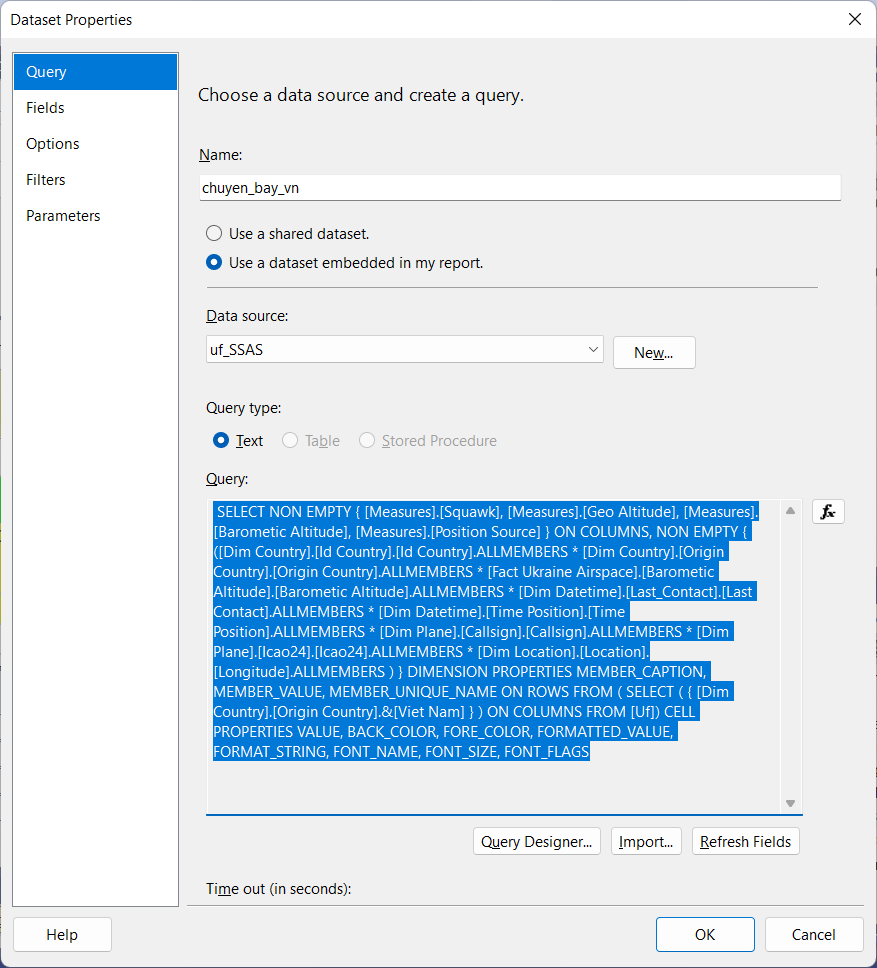 Dataset Properties
Query
Fields
Options
Filters
Parameters
Choose a data source and create a query.
Name:
chuyen_bay_vn
Use a shared dataset.
Use a dataset embedded in my report.
Data source:
uf_SSAS
New...
Query type:
Text
Table
Stored Procedure
Query:
SELECT NON EMPTY { [Measures].[Squawk], [Measures].[Geo Altitude], [Measures].
[Barometic Altitude], [Measures].[Position Source] } ON COLUMNS, NON EMPTY {
([Dim Country].[Id Country].[Id Country].ALLMEMBERS * [Dim Country].[Origin
Country].[Origin Country].ALLMEMBERS * [Fact Ukraine Airspace].[Barometic
Altitude].[Barometic Altitude].ALLMEMBERS * [Dim Datetime].[Last_Contact].[Last
Contact].ALLMEMBERS * [Dim Datetime].[Time Position].[Time
Position].ALLMEMBERS * [Dim Plane].[Callsign].[Callsign].ALLMEMBERS * [Dim
Plane].[Icao24].[Icao24].ALLMEMBERS * [Dim Location].[Location].
[Longitude].ALLMEMBERS ) } DIMENSION PROPERTIES MEMBER_CAPTION,
MEMBER_VALUE, MEMBER_UNIQUE_NAME ON ROWS FROM ( SELECT ( { [Dim
Country].[Origin Country].&[Viet Nam] } ) ON COLUMNS FROM [Uf]) CELL
PROPERTIES VALUE, BACK_COLOR, FORE_COLOR, FORMATTED_VALUE,
FORMAT_STRING, FONT_NAME, FONT_SIZE, FONT_FLAGS
fx
Query Designer...
Import...
Refresh Fields
Time out (in seconds):
Help
OK
Cancel